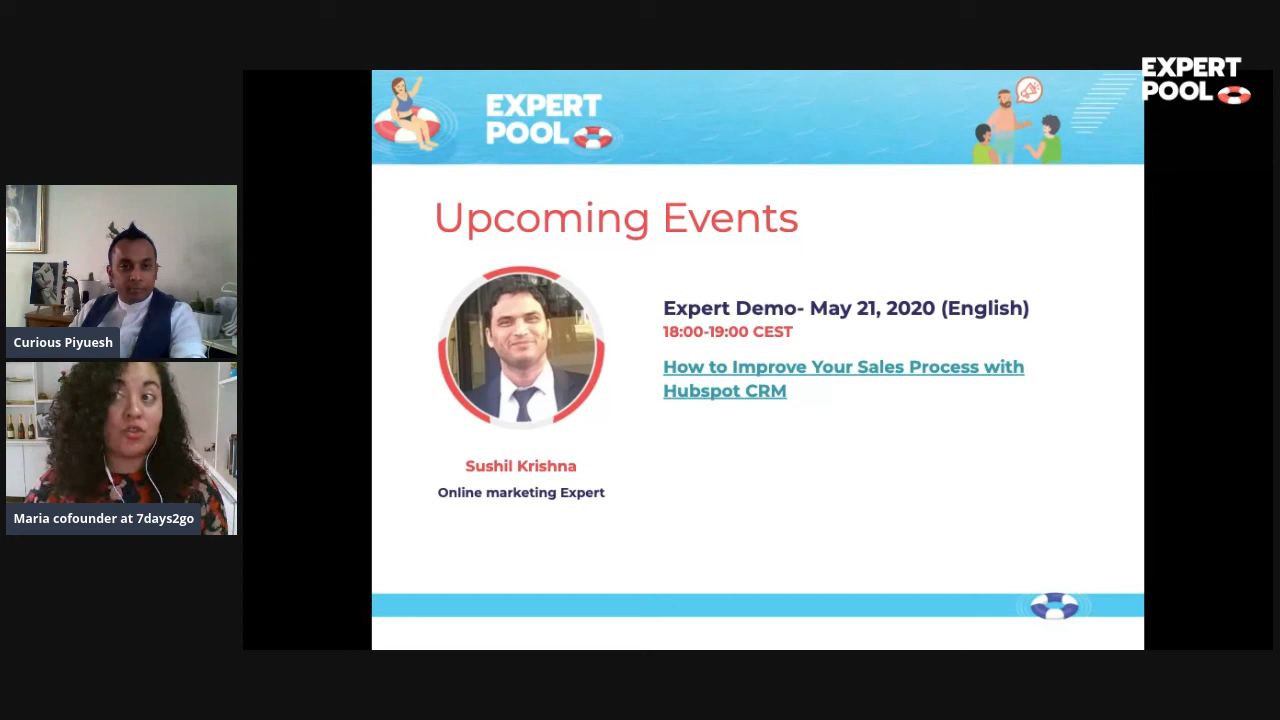 EXPERT
POOL
EXPERT
POOL
Upcoming Events
Expert Demo- May 21, 2020 (English)
18:00-19:00 CEST
How to Improve Your Sales Process with
Hubspot CRM
Sushil Krishna
Online marketing Expert
Curious Piyuesh
Maria cofounder at 7days2go